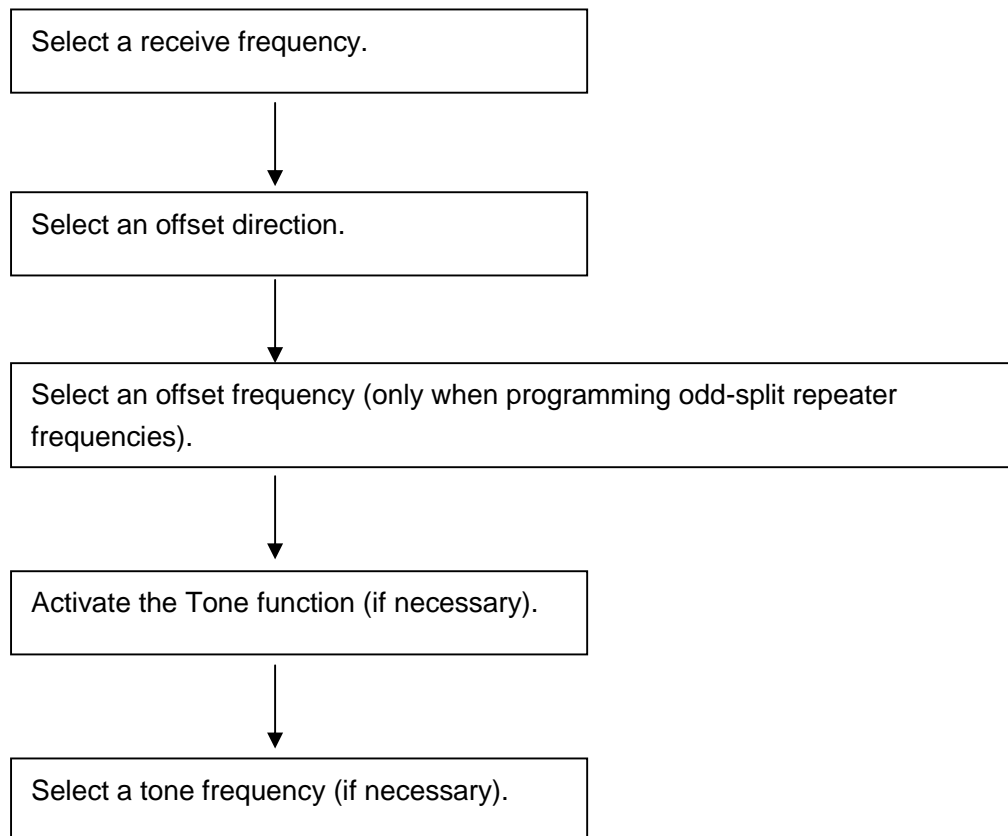 Select a receive frequency.
Select an offset direction.
Select an offset frequency (only when programming odd-split repeater
frequencies).
Activate the Tone function (if necessary).
Select a tone frequency (if necessary).